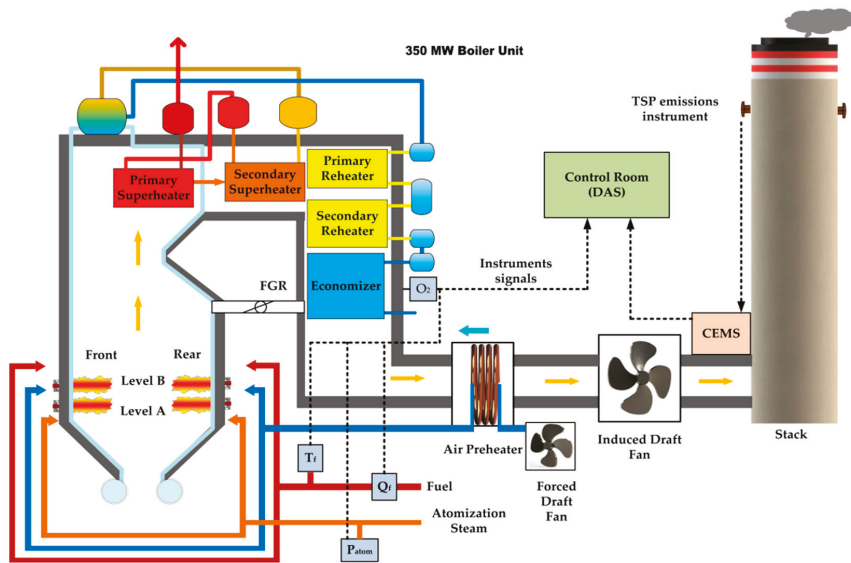 350 MW Boiler Unit
TSP emissions
instrument
Primary
Superheater
Secondary
Superheater
Primary
Reheater
Secondary
Reheater
Economizer
Control Room
(DAS)
Instruments
signals
O₂
FGR
CEMS
Front
Rear
Level B
Level A
Air Preheater
Induced Draft
Fan
Stack
Forced
Draft
Fan
Tf
Qf
Fuel
Atomization
Steam
Patom